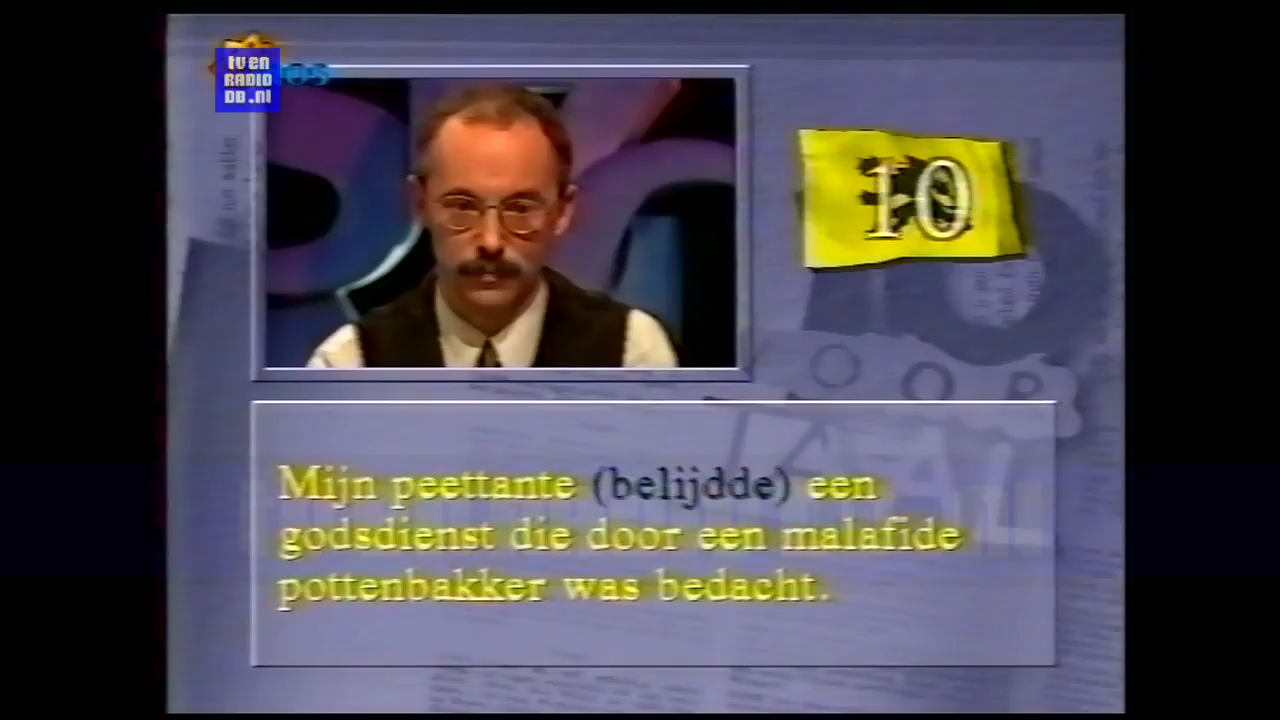 tv en
RADIO
DB.nl
10
Mijn peettante (belijdde) een
godsdienst die door een malafide
pottenbakker was bedacht.